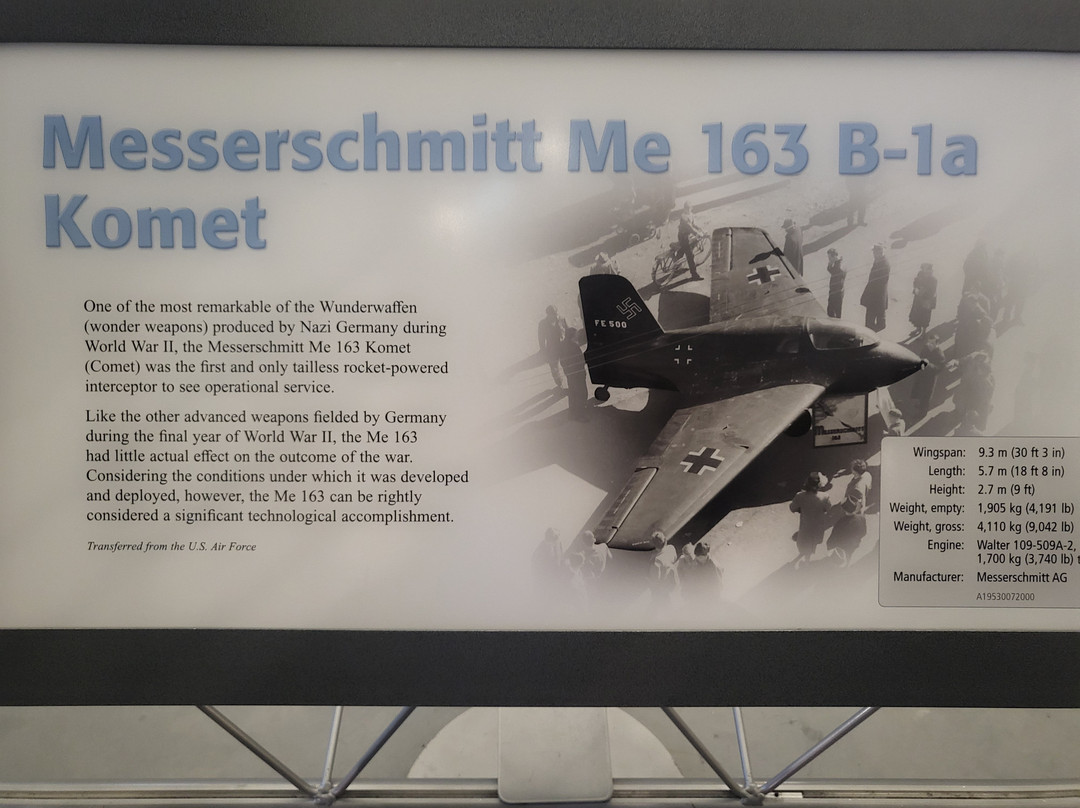 Messerschmitt Me 163 B-1a
Komet
One of the most remarkable of the Wunderwaffen
(wonder weapons) produced by Nazi Germany during
World War II, the Messerschmitt Me 163 Komet
(Comet) was the first and only tailless rocket-powered
interceptor to see operational service.
Like the other advanced weapons fielded by Germany
during the final year of World War II, the Me 163
had little actual effect on the outcome of the war.
Considering the conditions under which it was developed
and deployed, however, the Me 163 can be rightly
considered a significant technological accomplishment.
Transferred from the U.S. Air Force
FE 500
MESSERSCHMITT
163
Wingspan: 9.3 m (30 ft 3 in)
Length: 5.7 m (18 ft 8 in)
Height: 2.7 m (9 ft)
Weight, empty: 1,905 kg (4,191 lb)
Weight, gross: 4,110 kg (9,042 lb)
Engine: Walter 109-509A-2,
1,700 kg (3,740 lb) t
Manufacturer: Messerschmitt AG
A19530072000